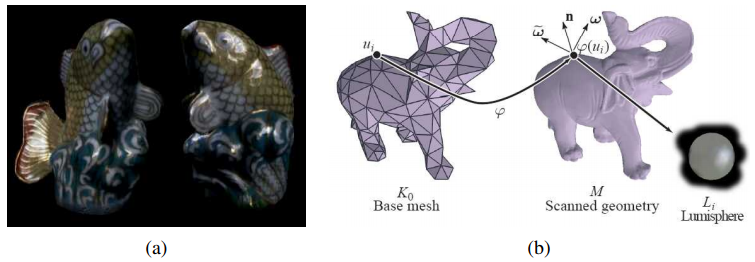 u_i
φ
ω̃
n
ω
φ(u_i)
K_0
Base mesh
M
Scanned geometry
L_i
Lumisphere
(a)
(b)